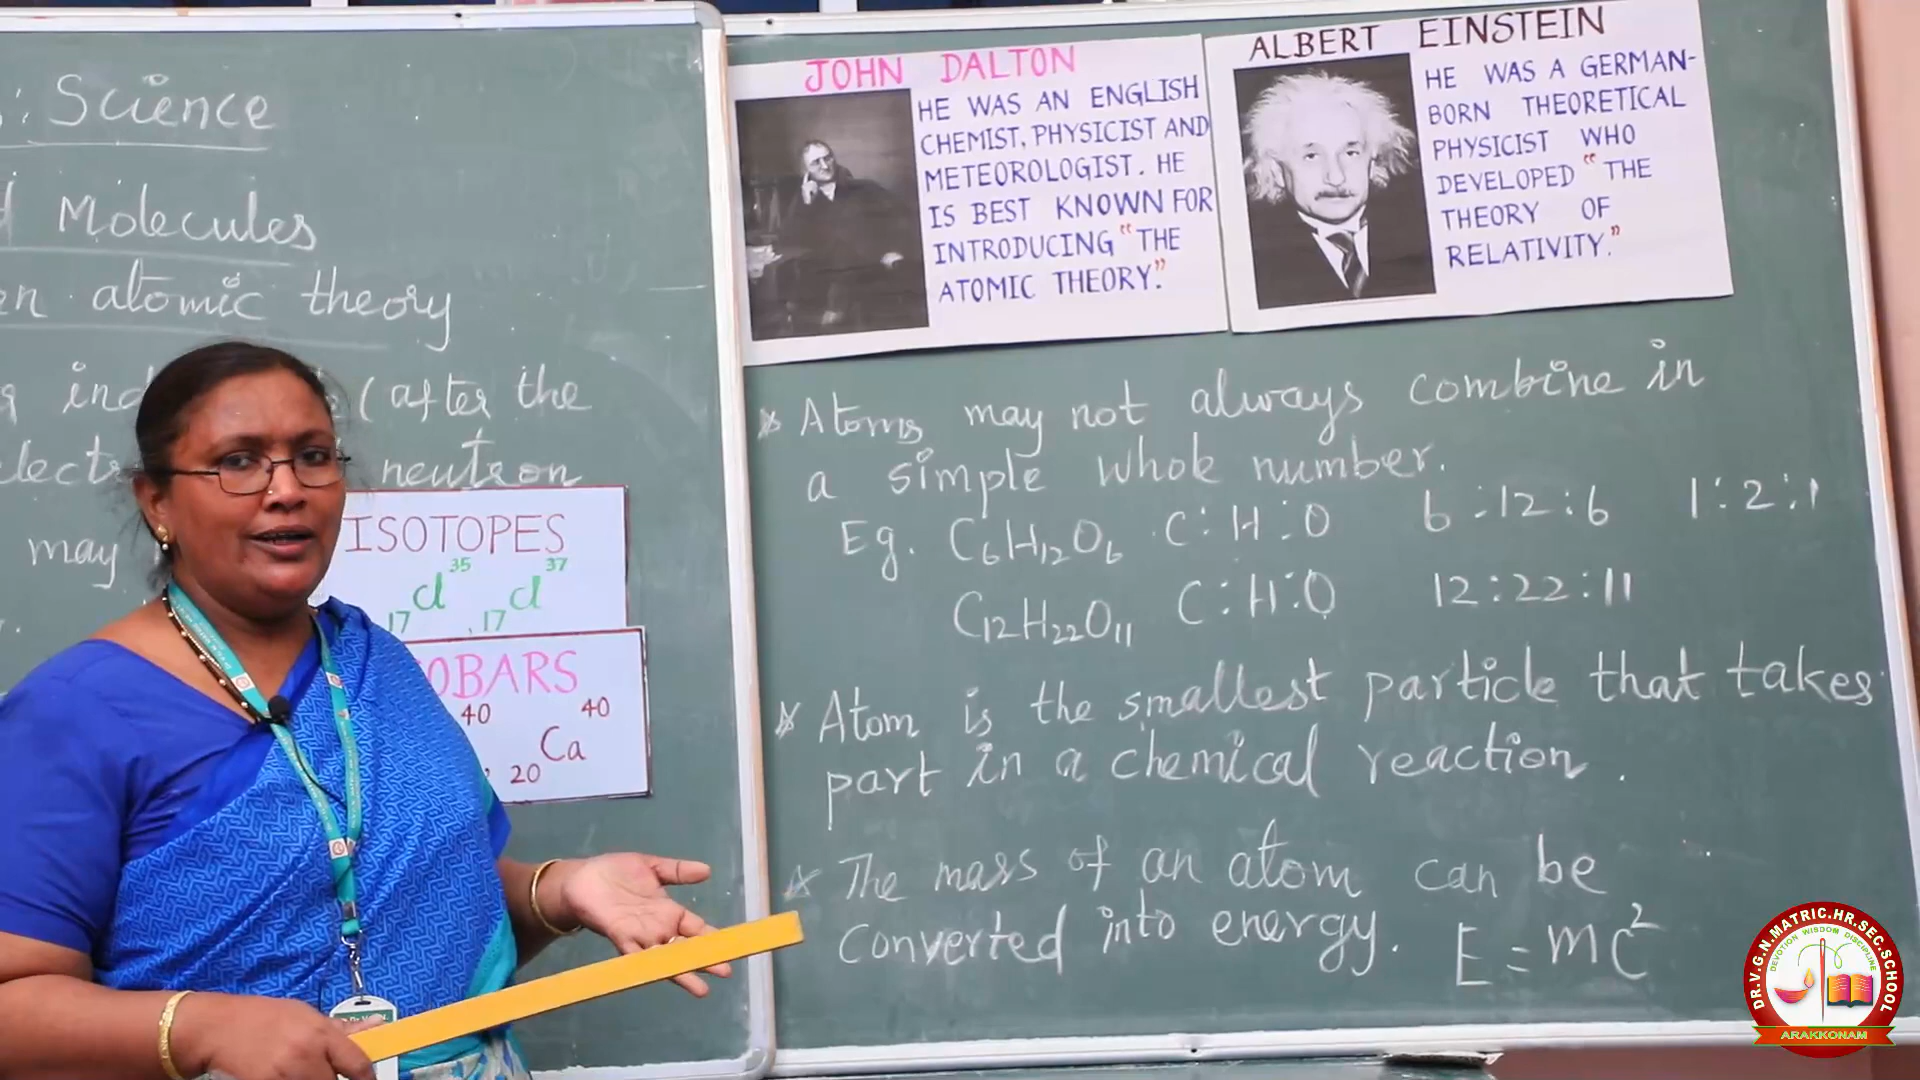 : Science
Molecules
atomic theory
(after the
neutron
may
ISOTOPES
17 Cl 35, 17 Cl 37
OBARS
40
, 20 Ca 40
JOHN DALTON
HE WAS AN ENGLISH
CHEMIST, PHYSICIST AND
METEOROLOGIST. HE
IS BEST KNOWN FOR
INTRODUCING "THE
ATOMIC THEORY".
ALBERT EINSTEIN
HE WAS A GERMAN-
BORN THEORETICAL
PHYSICIST WHO
DEVELOPED "THE
THEORY OF
RELATIVITY."
* Atoms may not always combine in
a simple whole number.
Eg. C₆H₁₂O₆ C:H:O 6:12:6 1:2:1
C₁₂H₂₂O₁₁ C:H:O 12:22:11
* Atom is the smallest particle that takes
part in a chemical reaction.
* The mass of an atom can be
converted into energy. E = mc²
DR.V.G.N.MATRIC.HR.SEC.SCHOOL
DEVOTION WISDOM DISCIPLINE
ARAKKONAM